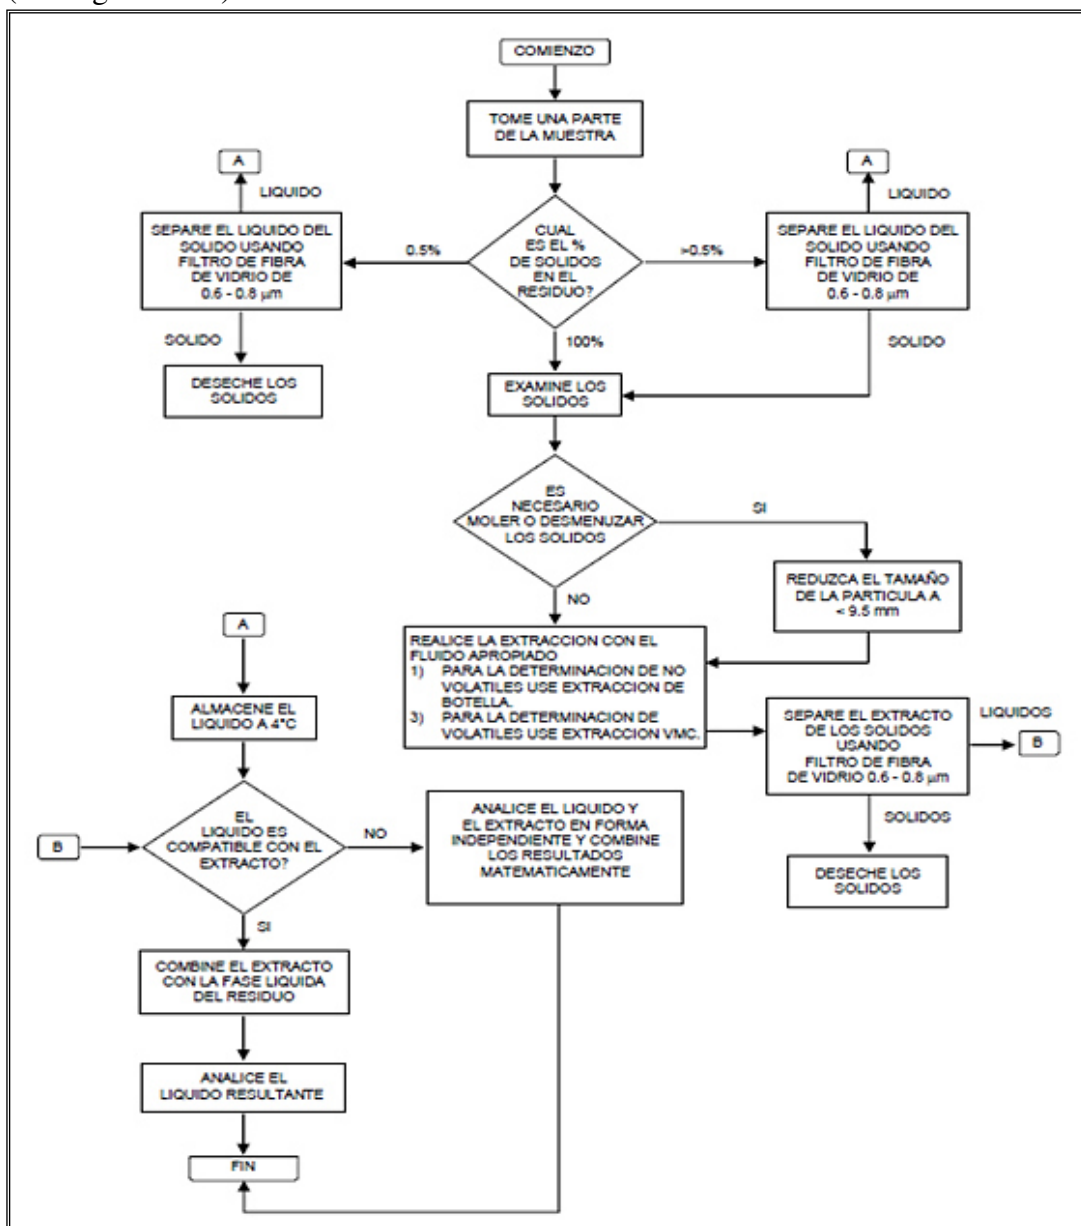 COMIENZO
TOME UNA PARTE
DE LA MUESTRA
A
LIQUIDO
SEPARE EL LIQUIDO DEL
SOLIDO USANDO
FILTRO DE FIBRA
DE VIDRIO DE
0.6 - 0.8 µm
0.5%
CUAL
ES EL %
DE SOLIDOS
EN EL
RESIDUO?
>0.5%
A
LIQUIDO
SEPARE EL LIQUIDO DEL
SOLIDO USANDO
FILTRO DE FIBRA
DE VIDRIO DE
0.6 - 0.8 µm
SOLIDO
DESECHE LOS
SOLIDOS
100%
SOLIDO
EXAMINE LOS
SOLIDOS
ES
NECESARIO
MOLER O DESMENUZAR
LOS SOLIDOS
SI
REDUZCA EL TAMAÑO
DE LA PARTICULA A
< 9.5 mm
NO
REALICE LA EXTRACCION CON EL
FLUIDO APROPIADO
1) PARA LA DETERMINACION DE NO
VOLATILES USE EXTRACCION DE
BOTELLA.
3) PARA LA DETERMINACION DE
VOLATILES USE EXTRACCION VMC.
SEPARE EL EXTRACTO
DE LOS SOLIDOS
USANDO
FILTRO DE FIBRA
DE VIDRIO 0.6 - 0.8 µm
LIQUIDOS
B
SOLIDOS
DESECHE LOS
SOLIDOS
A
ALMACENE EL
LIQUIDO A 4°C
B
EL
LIQUIDO ES
COMPATIBLE CON EL
EXTRACTO?
NO
ANALICE EL LIQUIDO Y
EL EXTRACTO EN FORMA
INDEPENDIENTE Y COMBINE
LOS RESULTADOS
MATEMATICAMENTE
SI
COMBINE EL EXTRACTO
CON LA FASE LIQUIDA
DEL RESIDUO
ANALICE EL
LIQUIDO RESULTANTE
FIN